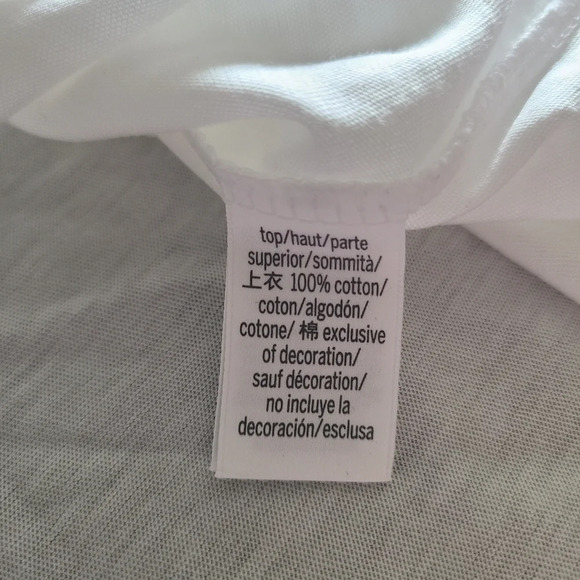 top/haut/parte
superior/sommità/
上衣 100% cotton/
coton/algodón/
cotone/ 棉 exclusive
of decoration/
sauf décoration/
no incluye la
decoración/esclusa